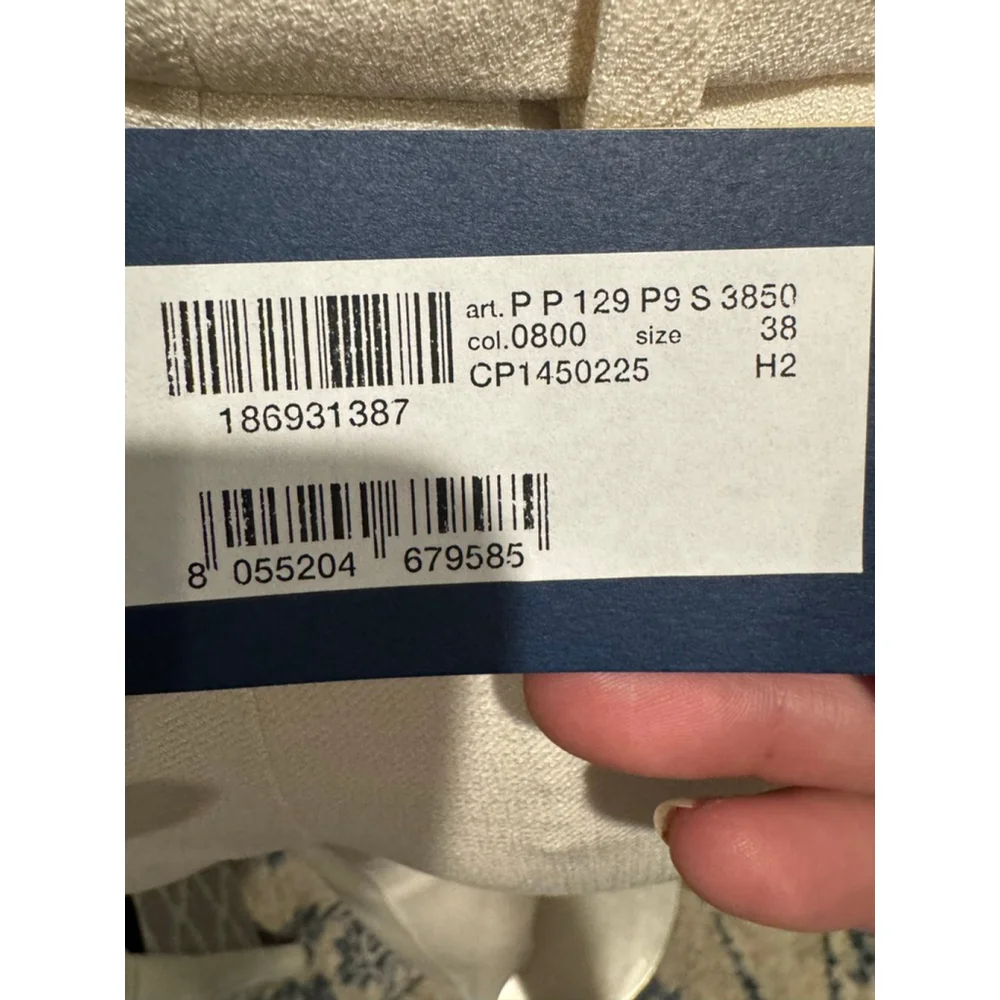 art. P P 129 P9 S 3850
col.0800 size 38
CP1450225 H2
186931387
8 055204 679585